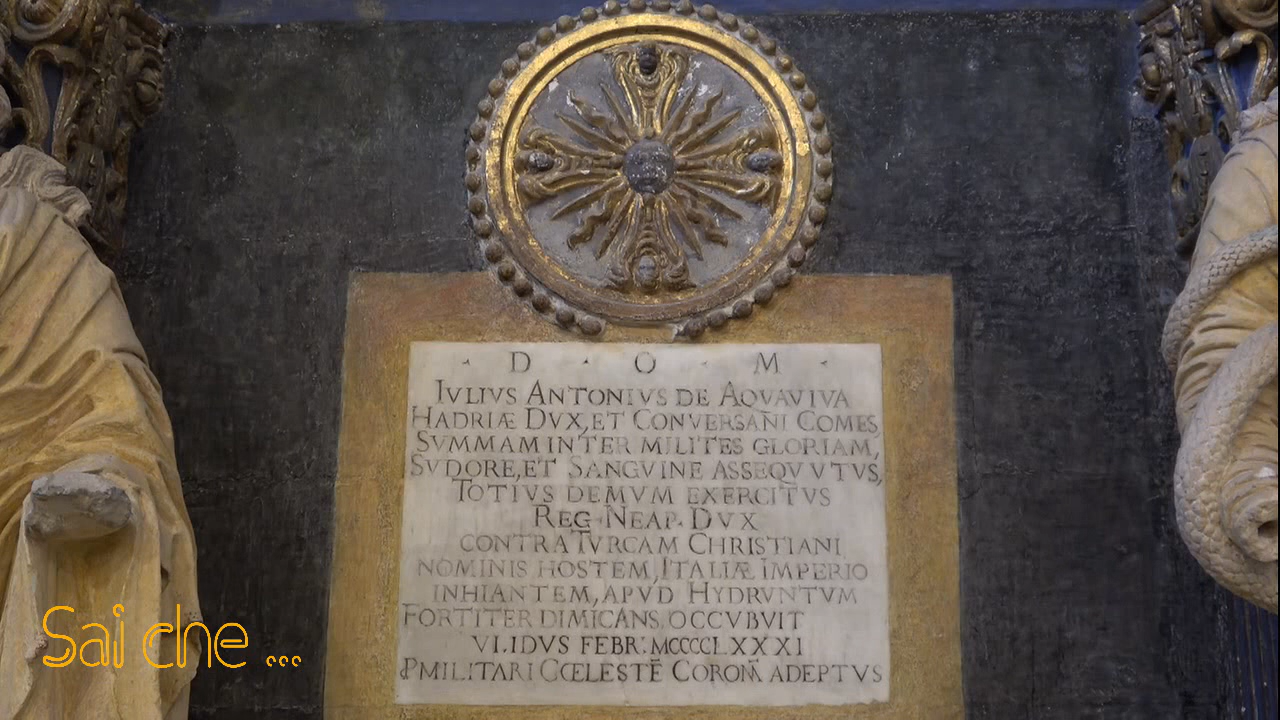 · D · O · M ·
IVLIVS ANTONIVS DE AQVAVIVA
HADRIÆ DVX, ET CONVERSAÑI COMES,
SVMMAM INTER MILITES GLORIAM,
SVDORE, ET SANGVINE ASSEQVVTVS,
TOTIVS DEMVM EXERCITVS
REG. NEAP. DVX
CONTRA TVRCAM CHRISTIANI
NOMINIS HOSTEM, ITALIÆ IMPERIO
INHIANTEM, APVD HYDRVNTVM
FORTITER DIMICANS, OCCVBVIT
VI. IDVS FEBR. MCCCCLXXXI
MILITARI CŒLESTĒ CORONÃ ADEPTVS
Sai che ...